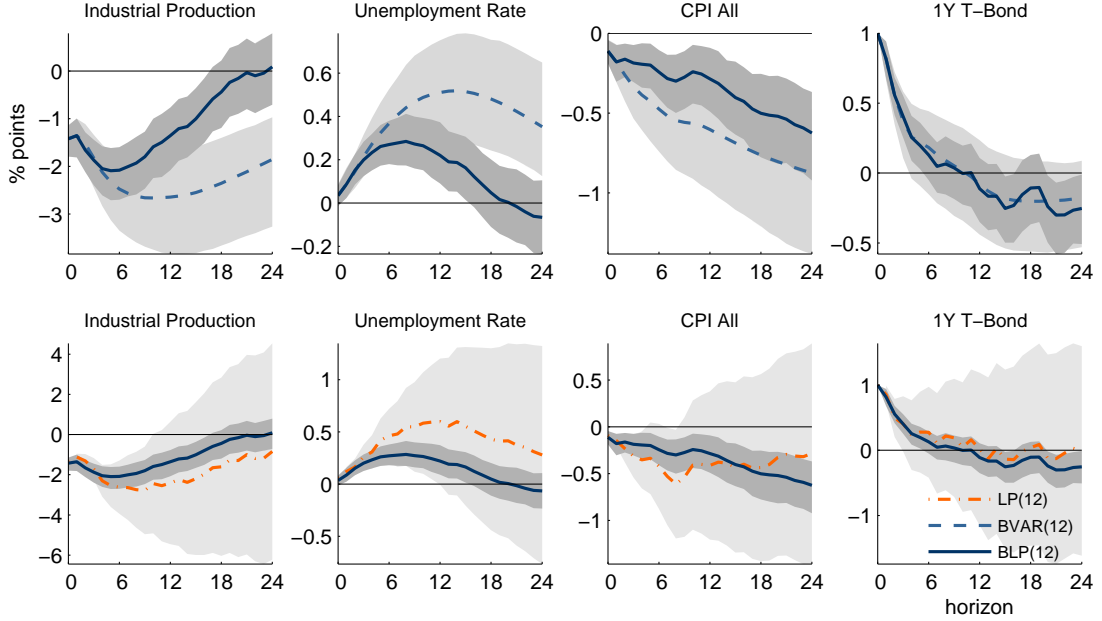 Industrial Production
Unemployment Rate
CPI All
1Y T−Bond
% points
0
−1
−2
−3
0 6 12 18 24
0.6
0.4
0.2
0
−0.2
0 6 12 18 24
0
−0.5
−1
0 6 12 18 24
1
0.5
0
−0.5
0 6 12 18 24
Industrial Production
Unemployment Rate
CPI All
1Y T−Bond
4
2
0
−2
−4
−6
0 6 12 18 24
1
0.5
0
−0.5
0 6 12 18 24
0.5
0
−0.5
−1
0 6 12 18 24
1
0
−1
0 6 12 18 24
LP(12)
BVAR(12)
BLP(12)
horizon